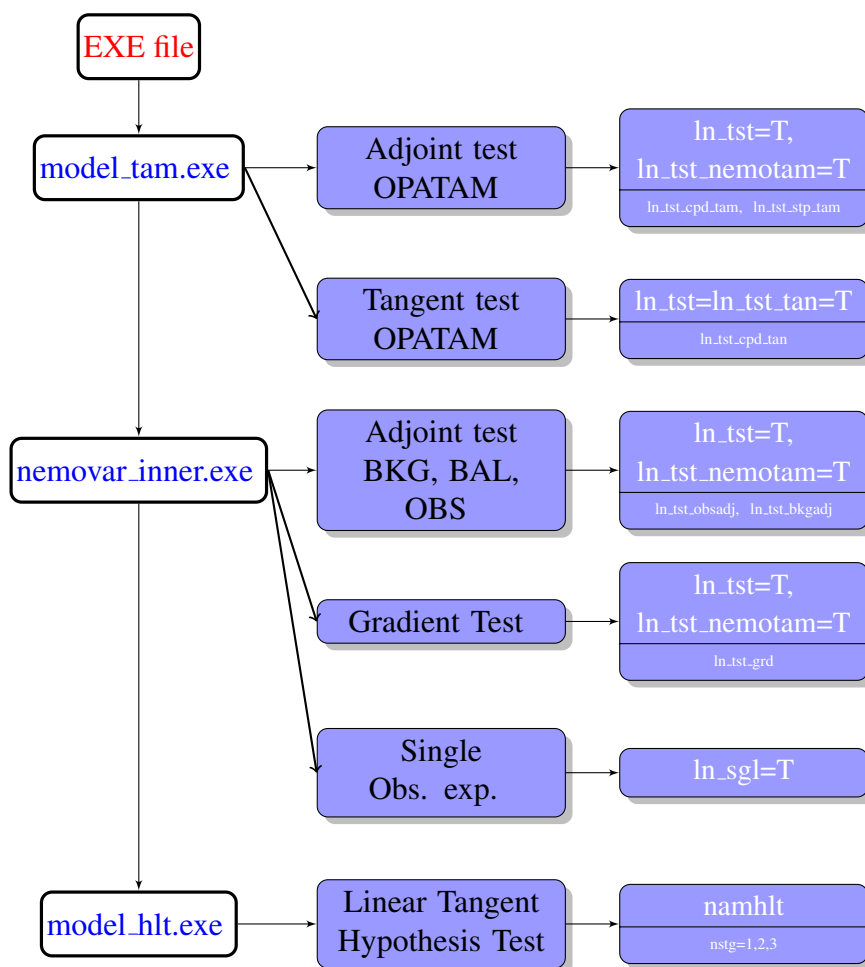 EXE file
model_tam.exe
Adjoint test
OPATAM
ln_tst=T,
ln_tst_nemotam=T
ln_tst_cpd_tam, ln_tst_stp_tam
Tangent test
OPATAM
ln_tst=ln_tst_tan=T
ln_tst_cpd_tan
nemovar_inner.exe
Adjoint test
BKG, BAL,
OBS
ln_tst=T,
ln_tst_nemotam=T
ln_tst_obsadj, ln_tst_bkgadj
Gradient Test
ln_tst=T,
ln_tst_nemotam=T
ln_tst_grd
Single
Obs. exp.
ln_sgl=T
model_hlt.exe
Linear Tangent
Hypothesis Test
namhlt
nstg=1,2,3